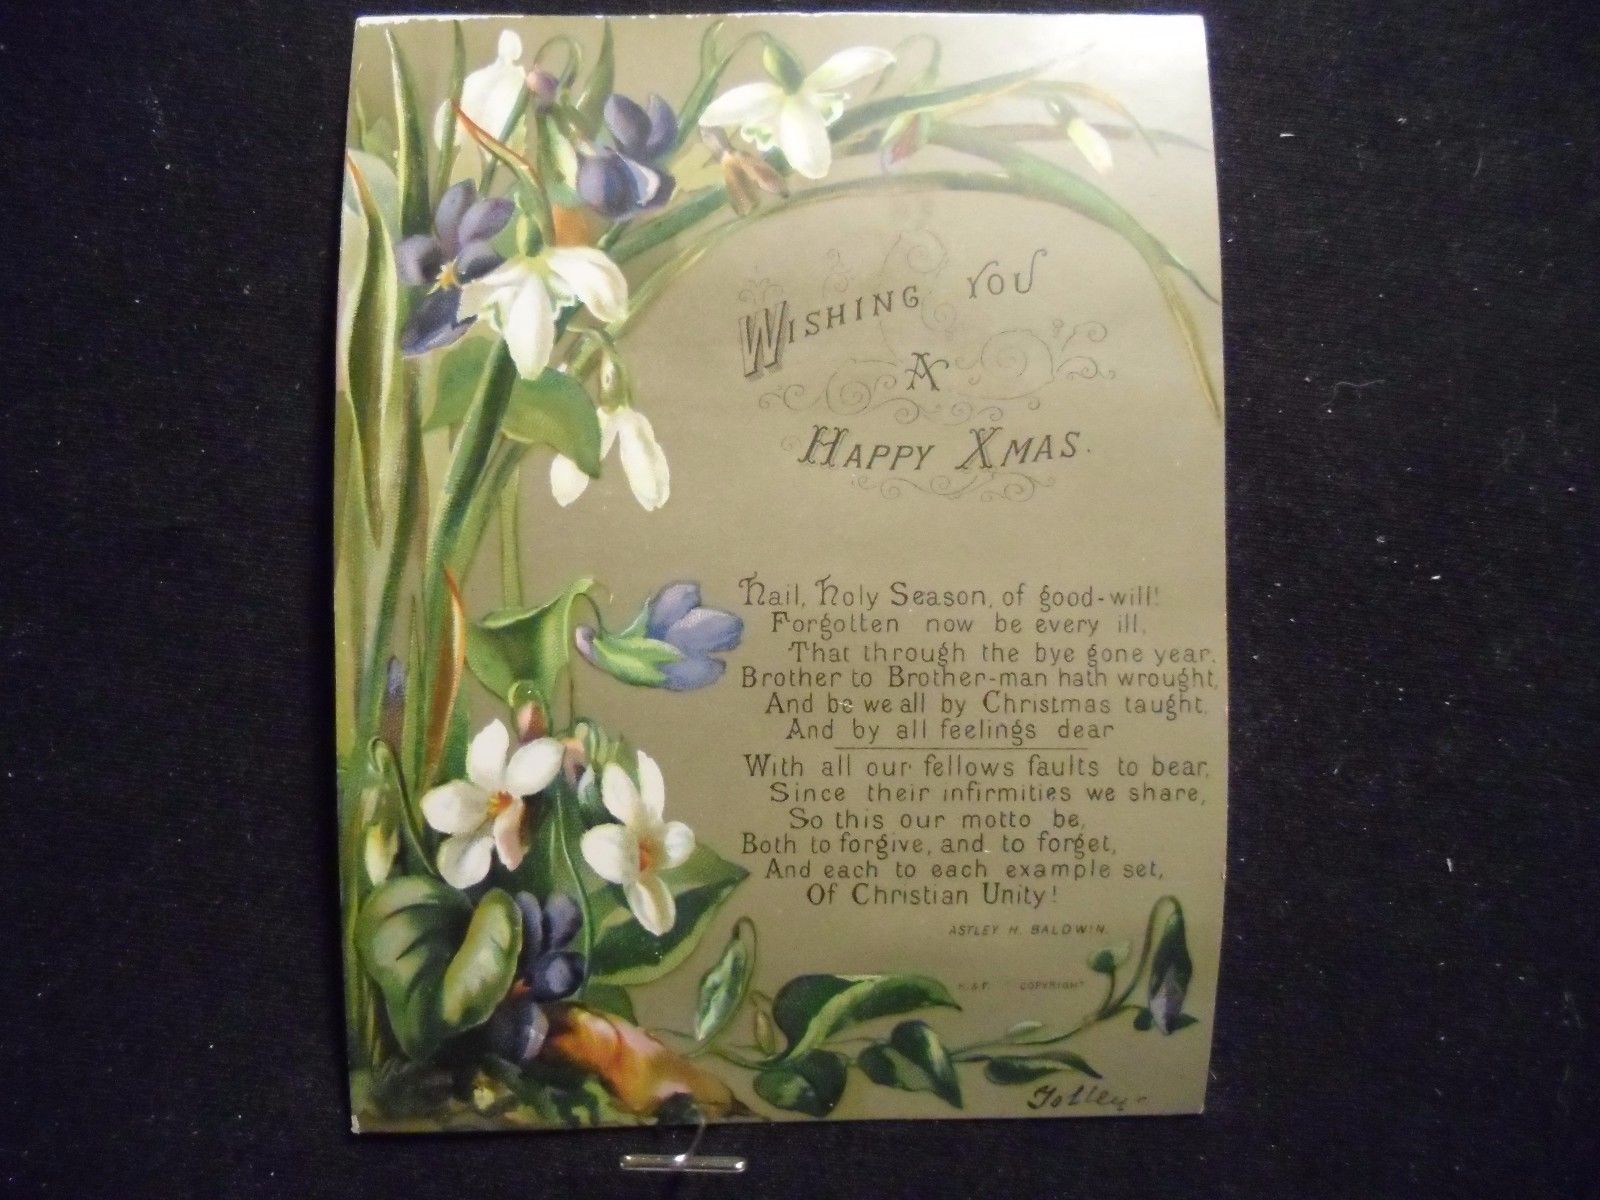 WISHING YOU
A
HAPPY XMAS.
Hail, Holy Season, of good-will!
Forgotten now be every ill,
That through the bye gone year,
Brother to Brother-man hath wrought,
And be we all by Christmas taught,
And by all feelings dear
With all our fellows faults to bear,
Since their infirmities we share,
So this our motto be,
Both to forgive, and to forget,
And each to each example set,
Of Christian Unity!
ASTLEY H. BALDWIN.
& F. COPYRIGHT